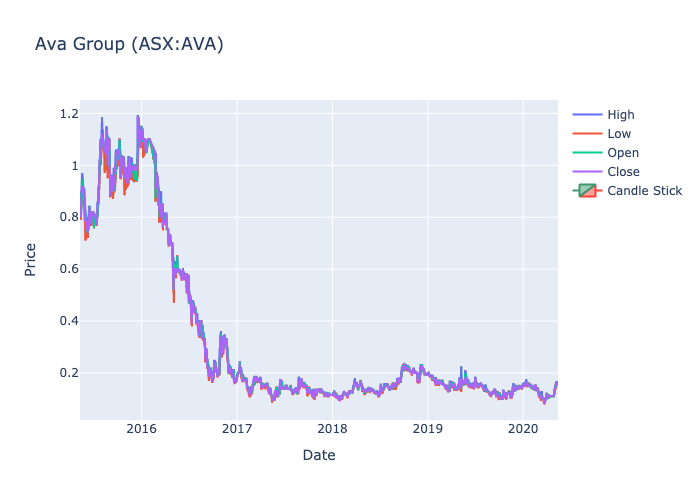 Ava Group (ASX:AVA)
High
Low
Open
Close
Candle Stick
Price
1.2
1
0.8
0.6
0.4
0.2
2016
2017
2018
2019
2020
Date